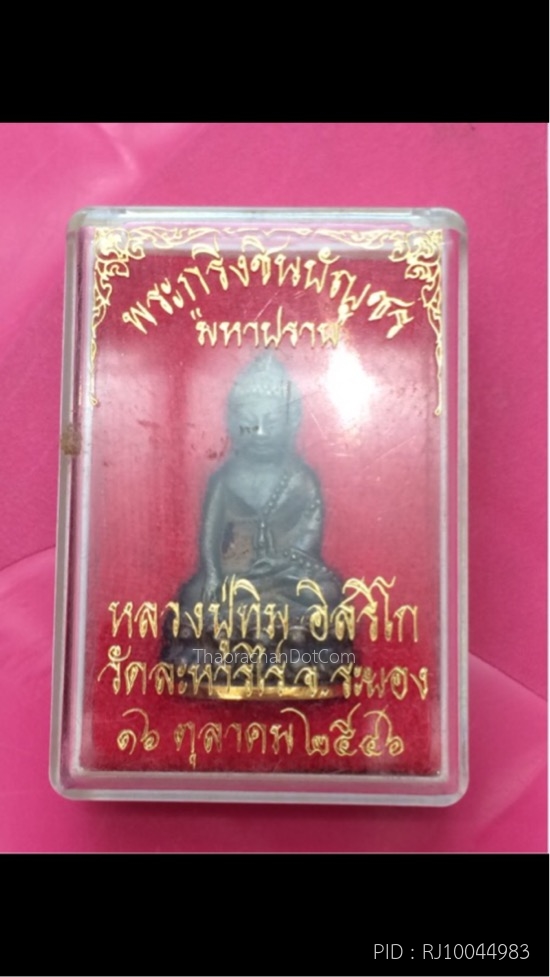 พระกริ่งชินบัญชร
"มหาปราบ"
หลวงปู่ทิม อิสริโก
ThaprachanDotCom
วัดละหารไร่ จ.ระยอง
๑๖ ตุลาคม ๒๕๔๖
PID : RJ10044983